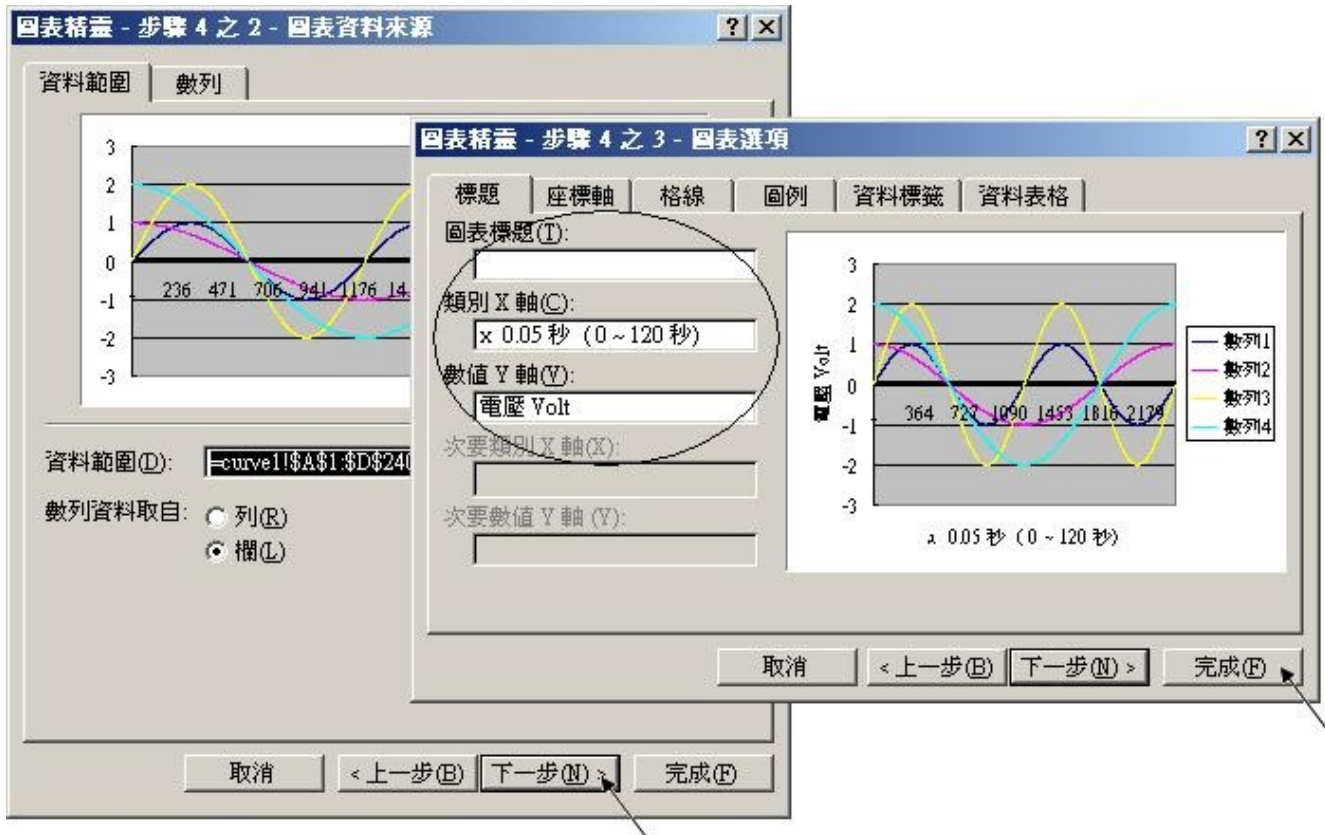 圖表精靈 - 步驟 4 之 2 - 圖表資料來源
資料範圍
數列
3
2
1
0
-1
-2
-3
236 471 706 941 1176
資料範圍(D):
=curve1!$A$1:$D$240
數列資料取自:
列(R)
欄(L)
取消
< 上一步(B)
下一步(N) >
完成(F)
圖表精靈 - 步驟 4 之 3 - 圖表選項
標題
座標軸
格線
圖例
資料標籤
資料表格
圖表標題(T):
類別 X 軸(C):
x 0.05 秒 (0 ~ 120 秒)
數值 Y 軸(V):
電壓 Volt
次要類別 X 軸(X):
次要數值 Y 軸 (Y):
電壓 Volt
3
2
1
0
-1
-2
-3
364 727 1090 1453 1816 2179
x 0.05 秒 (0 ~ 120 秒)
數列1
數列2
數列3
數列4
取消
< 上一步(B)
下一步(N) >
完成(F)